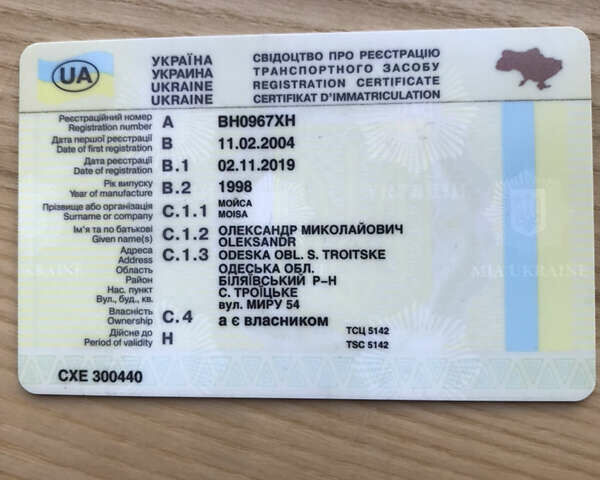 UA
УКРАЇНА СВІДОЦТВО ПРО РЕЄСТРАЦІЮ
УКРАИНА ТРАНСПОРТНОГО ЗАСОБУ
UKRAINE REGISTRATION CERTIFICATE
UKRAINE CERTIFIKAT D'IMMATRICULATION
Реєстраційний номер A ВН0967ХН
Registration number
Дата першої реєстрації B 11.02.2004
Date of first registration
Дата реєстрації B.1 02.11.2019
Date of registration
Рік випуску B.2 1998
Year of manufacture
Прізвище або організація C.1.1 МОЙСА
Surname or company MOISA
Ім'я та по батькові C.1.2 ОЛЕКСАНДР МИКОЛАЙОВИЧ
Given name(s) OLEKSANDR
Адреса C.1.3 ODESKA OBL. S. TROITSKE
Address
Область ОДЕСЬКА ОБЛ.
Район БІЛЯЇВСЬКИЙ Р-Н
Нас. пункт С. ТРОЇЦЬКЕ
Вул., буд., кв. вул. МИРУ 54
Власність C.4 а є власником
Ownership
Дійсне до H ТСЦ 5142
Period of validity TSC 5142
CXE 300440
MIA UKRAINE